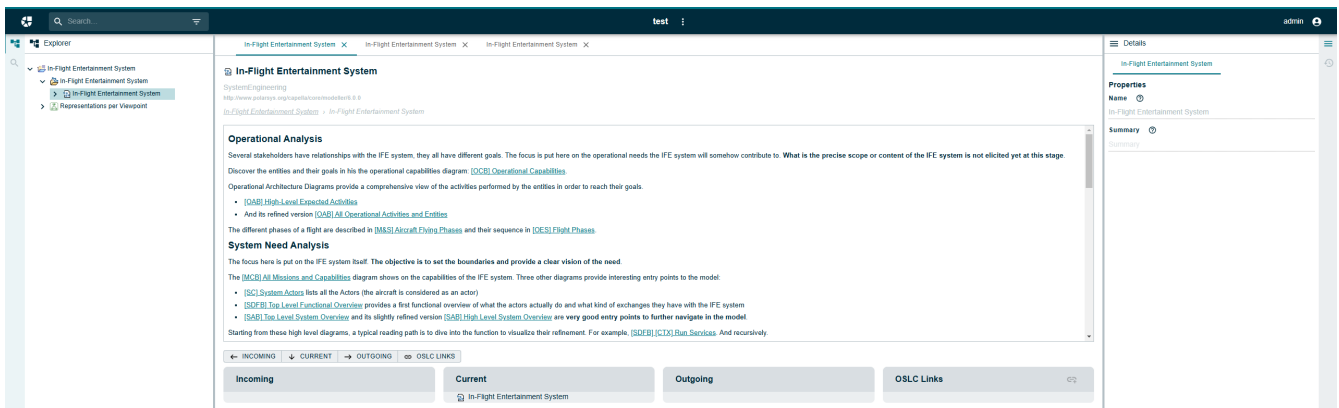 Search...
test
admin
Explorer
In-Flight Entertainment System
In-Flight Entertainment System
In-Flight Entertainment System
Representations per Viewpoint
In-Flight Entertainment System X In-Flight Entertainment System X In-Flight Entertainment System X
In-Flight Entertainment System
SystemEngineering
http://www.polarsys.org/capella/core/modeller/6.0.0
In-Flight Entertainment System › In-Flight Entertainment System
Operational Analysis
Several stakeholders have relationships with the IFE system, they all have different goals. The focus is put here on the operational needs the IFE system will somehow contribute to. What is the precise scope or content of the IFE system is not elicited yet at this stage.
Discover the entities and their goals in his the operational capabilities diagram: [OCB] Operational Capabilities.
Operational Architecture Diagrams provide a comprehensive view of the activities performed by the entities in order to reach their goals.
• [OAB] High-Level Expected Activities
• And its refined version [OAB] All Operational Activities and Entities
The different phases of a flight are described in [M&S] Aircraft Flying Phases and their sequence in [OES] Flight Phases.
System Need Analysis
The focus here is put on the IFE system itself. The objective is to set the boundaries and provide a clear vision of the need.
The [MCB] All Missions and Capabilities diagram shows on the capabilities of the IFE system. Three other diagrams provide interesting entry points to the model:
• [SC] System Actors lists all the Actors (the aircraft is considered as an actor)
• [SDFB] Top Level Functional Overview provides a first functional overview of what the actors actually do and what kind of exchanges they have with the IFE system
• [SAB] Top Level System Overview and its slightly refined version [SAB] High Level System Overview are very good entry points to further navigate in the model.
Starting from these high level diagrams, a typical reading path is to dive into the function to visualize their refinement. For example, [SDFB] [CTX] Run Services. And recursively.
← INCOMING ↓ CURRENT → OUTGOING OSLC LINKS
Incoming Current Outgoing OSLC Links
In-Flight Entertainment System
Details
In-Flight Entertainment System
Properties
Name
In-Flight Entertainment System
Summary
Summary